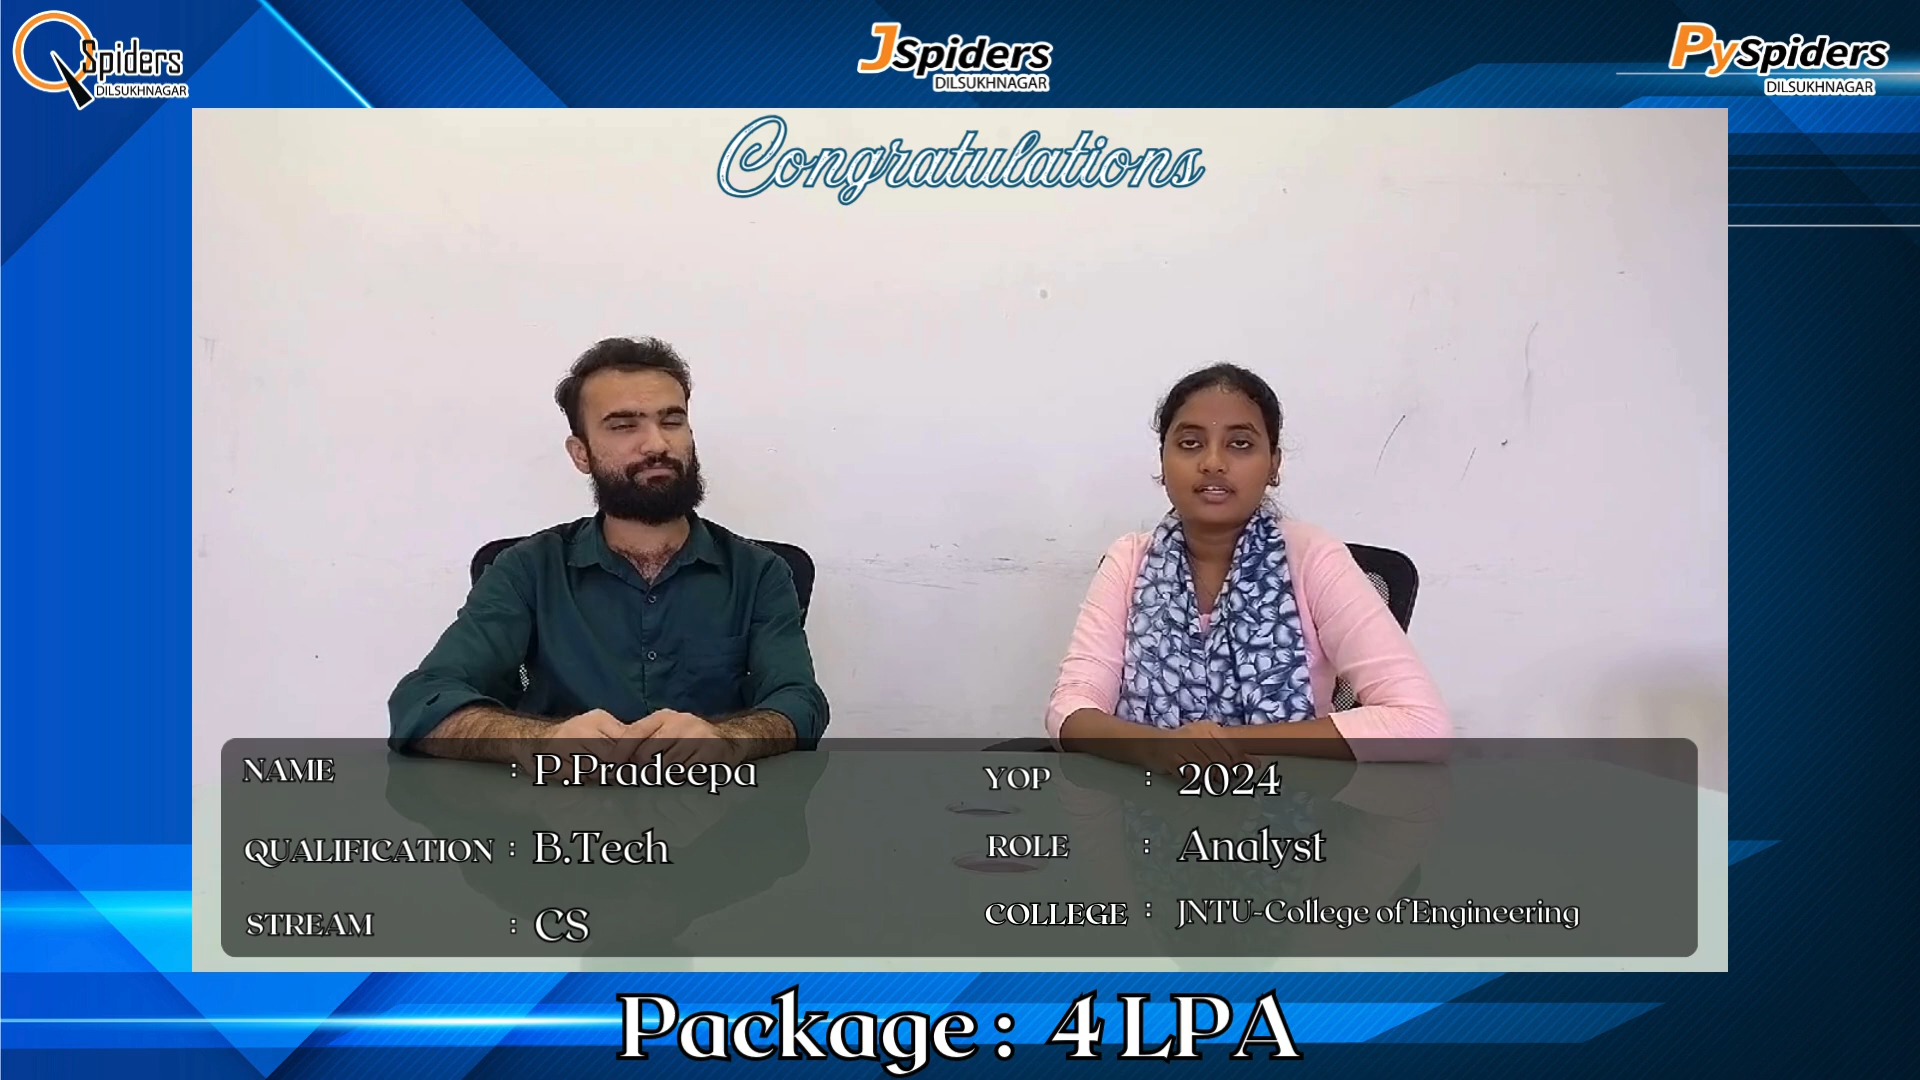 QSpiders
DILSUKHNAGAR
JSpiders
DILSUKHNAGAR
PySpiders
DILSUKHNAGAR
Congratulations
NAME : P.Pradeepa
QUALIFICATION : B.Tech
STREAM : CS
YOP : 2024
ROLE : Analyst
COLLEGE : JNTU-College of Engineering
Package : 4 LPA